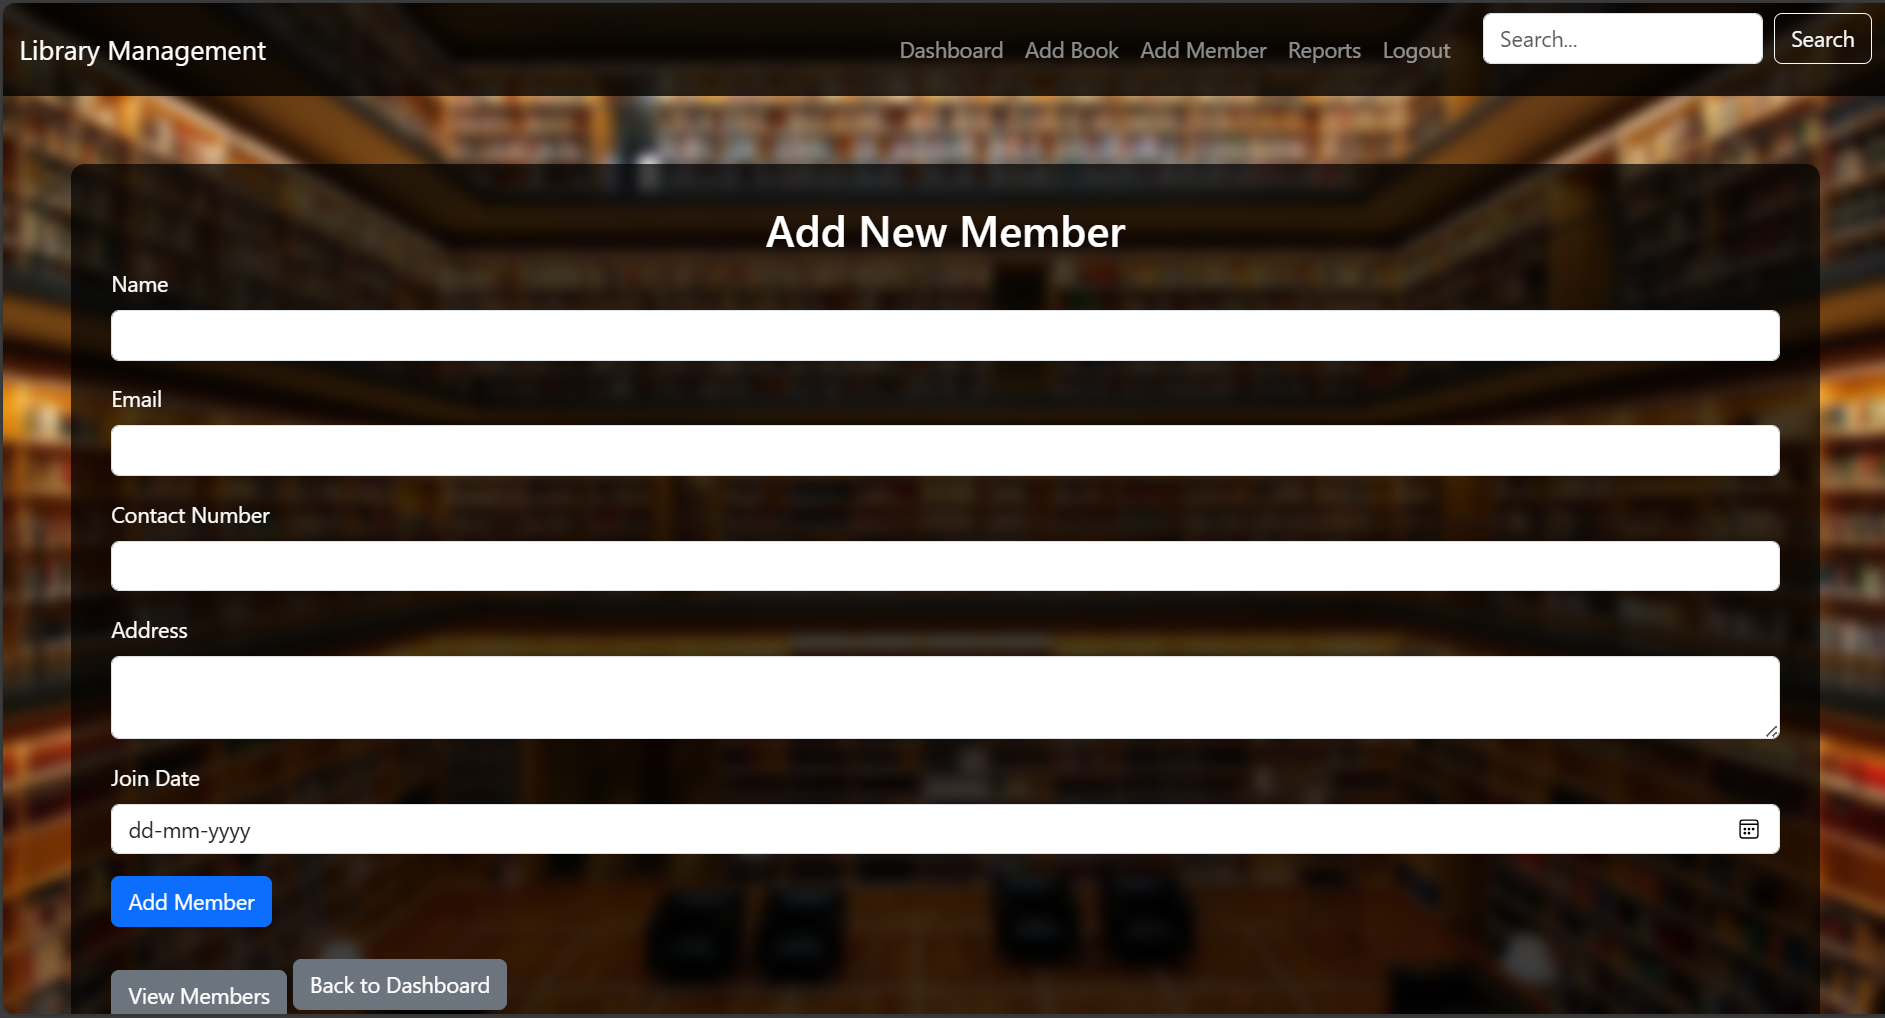 Library Management
Dashboard Add Book Add Member Reports Logout Search... Search
Add New Member
Name
Email
Contact Number
Address
Join Date
dd-mm-yyyy
Add Member
View Members Back to Dashboard